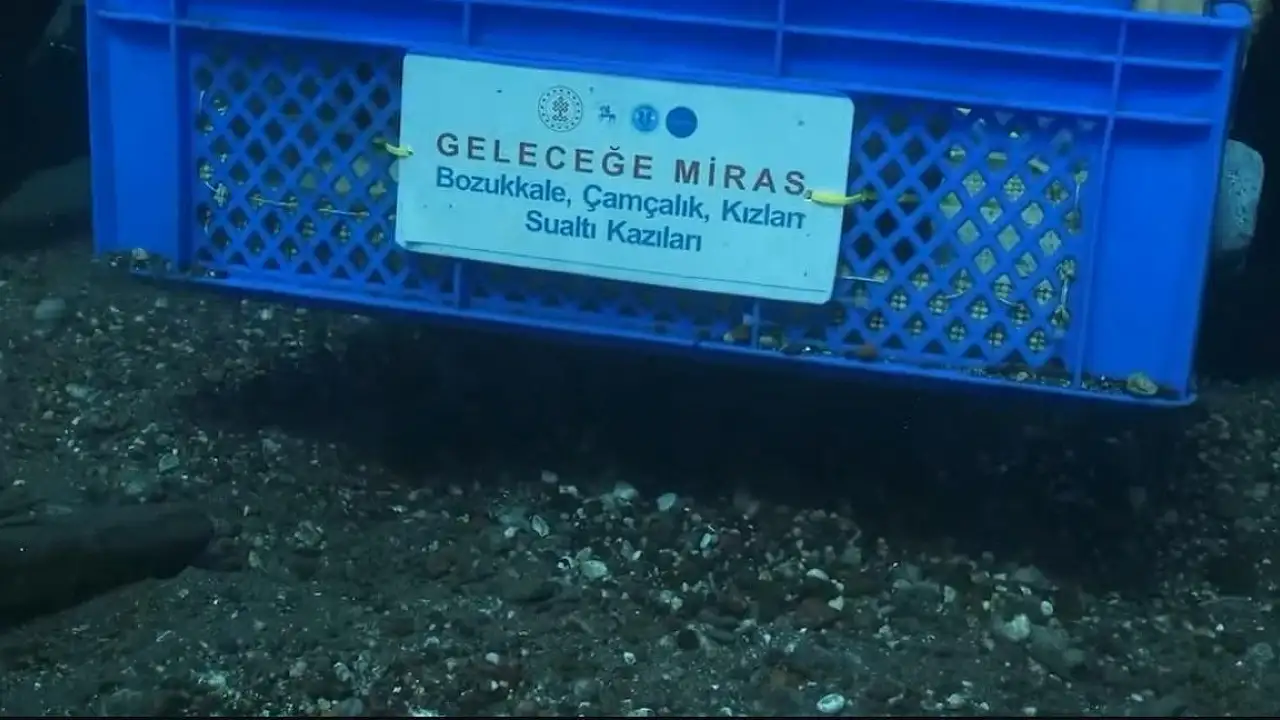 GELECEĞE MİRAS
Bozukkale, Çamçalık, Kızlan
Sualtı Kazıları